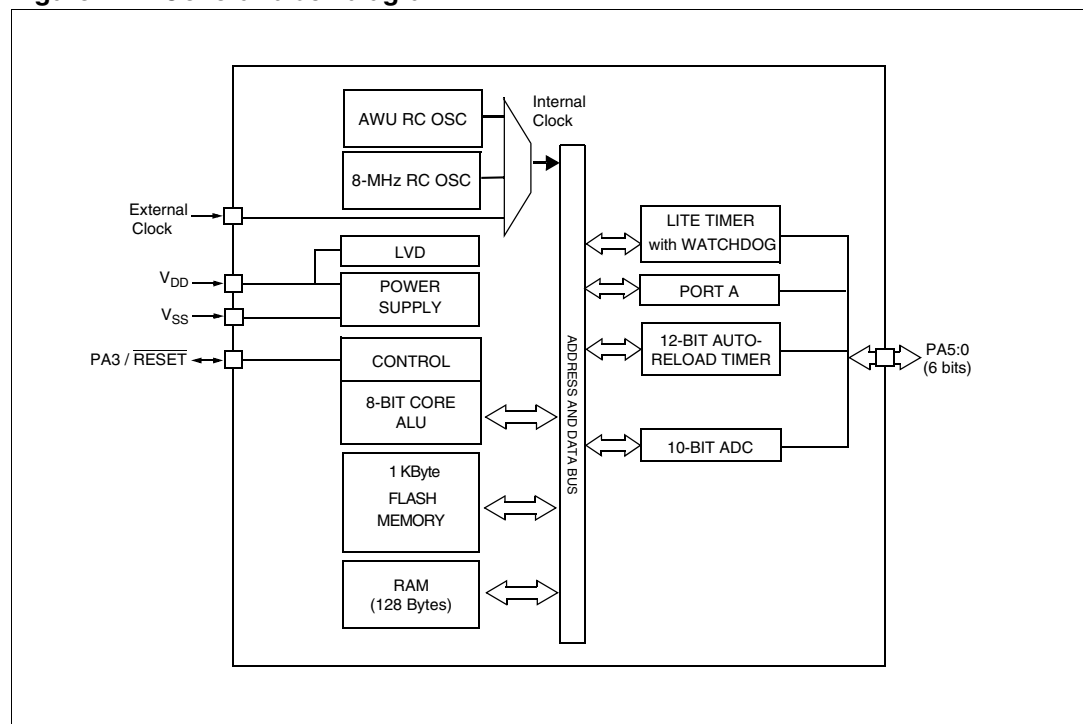 AWU RC OSC
8-MHz RC OSC
Internal
Clock
External
Clock
LVD
POWER
SUPPLY
VDD
VSS
PA3 / RESET
CONTROL
8-BIT CORE
ALU
1 KByte
FLASH
MEMORY
RAM
(128 Bytes)
ADDRESS AND DATA BUS
LITE TIMER
with WATCHDOG
PORT A
12-BIT AUTO-
RELOAD TIMER
10-BIT ADC
PA5:0
(6 bits)